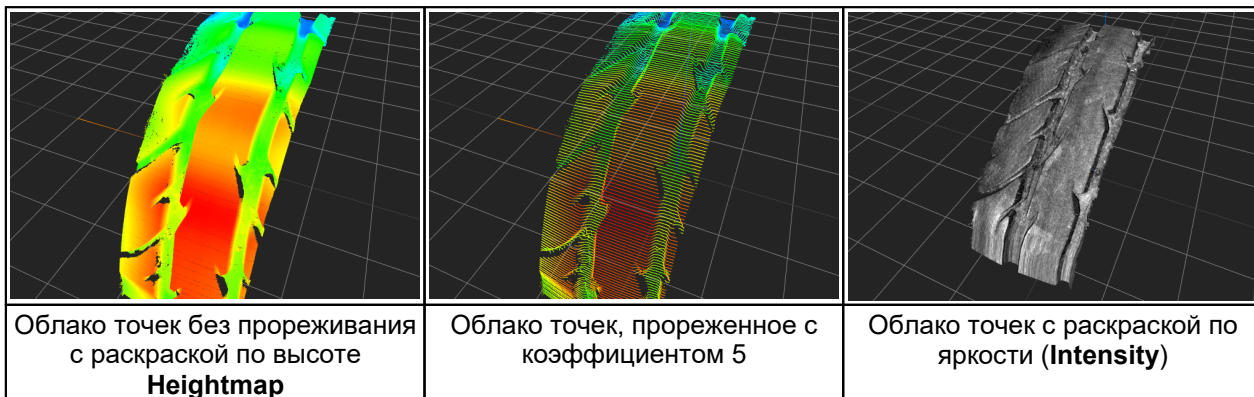 Облако точек без прореживания
с раскраской по высоте
Heightmap
Облако точек, прореженное с
коэффициентом 5
Облако точек с раскраской по
яркости (Intensity)